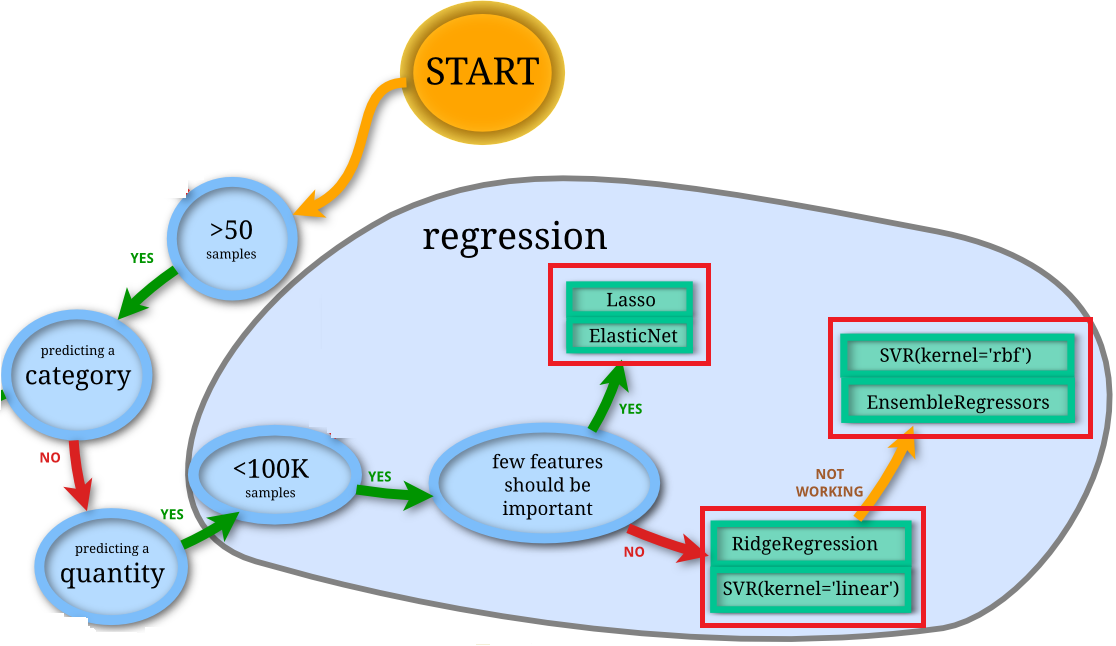 START
>50
samples
YES
predicting a
category
NO
predicting a
quantity
YES
regression
<100K
samples
YES
few features
should be
important
YES
Lasso
ElasticNet
NO
RidgeRegression
SVR(kernel='linear')
NOT
WORKING
SVR(kernel='rbf')
EnsembleRegressors